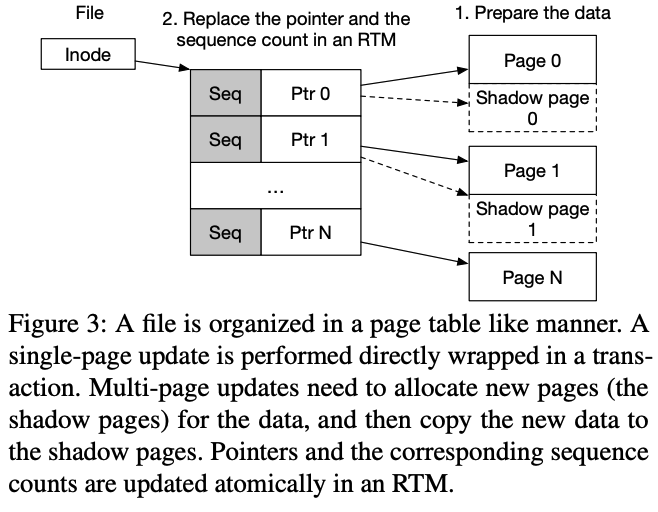 File
2. Replace the pointer and the
sequence count in an RTM
1. Prepare the data
Inode
Seq
Ptr 0
Seq
Ptr 1
...
Seq
Ptr N
Page 0
Shadow page
0
Page 1
Shadow page
1
Page N
Figure 3: A file is organized in a page table like manner. A
single-page update is performed directly wrapped in a trans-
action. Multi-page updates need to allocate new pages (the
shadow pages) for the data, and then copy the new data to
the shadow pages. Pointers and the corresponding sequence
counts are updated atomically in an RTM.